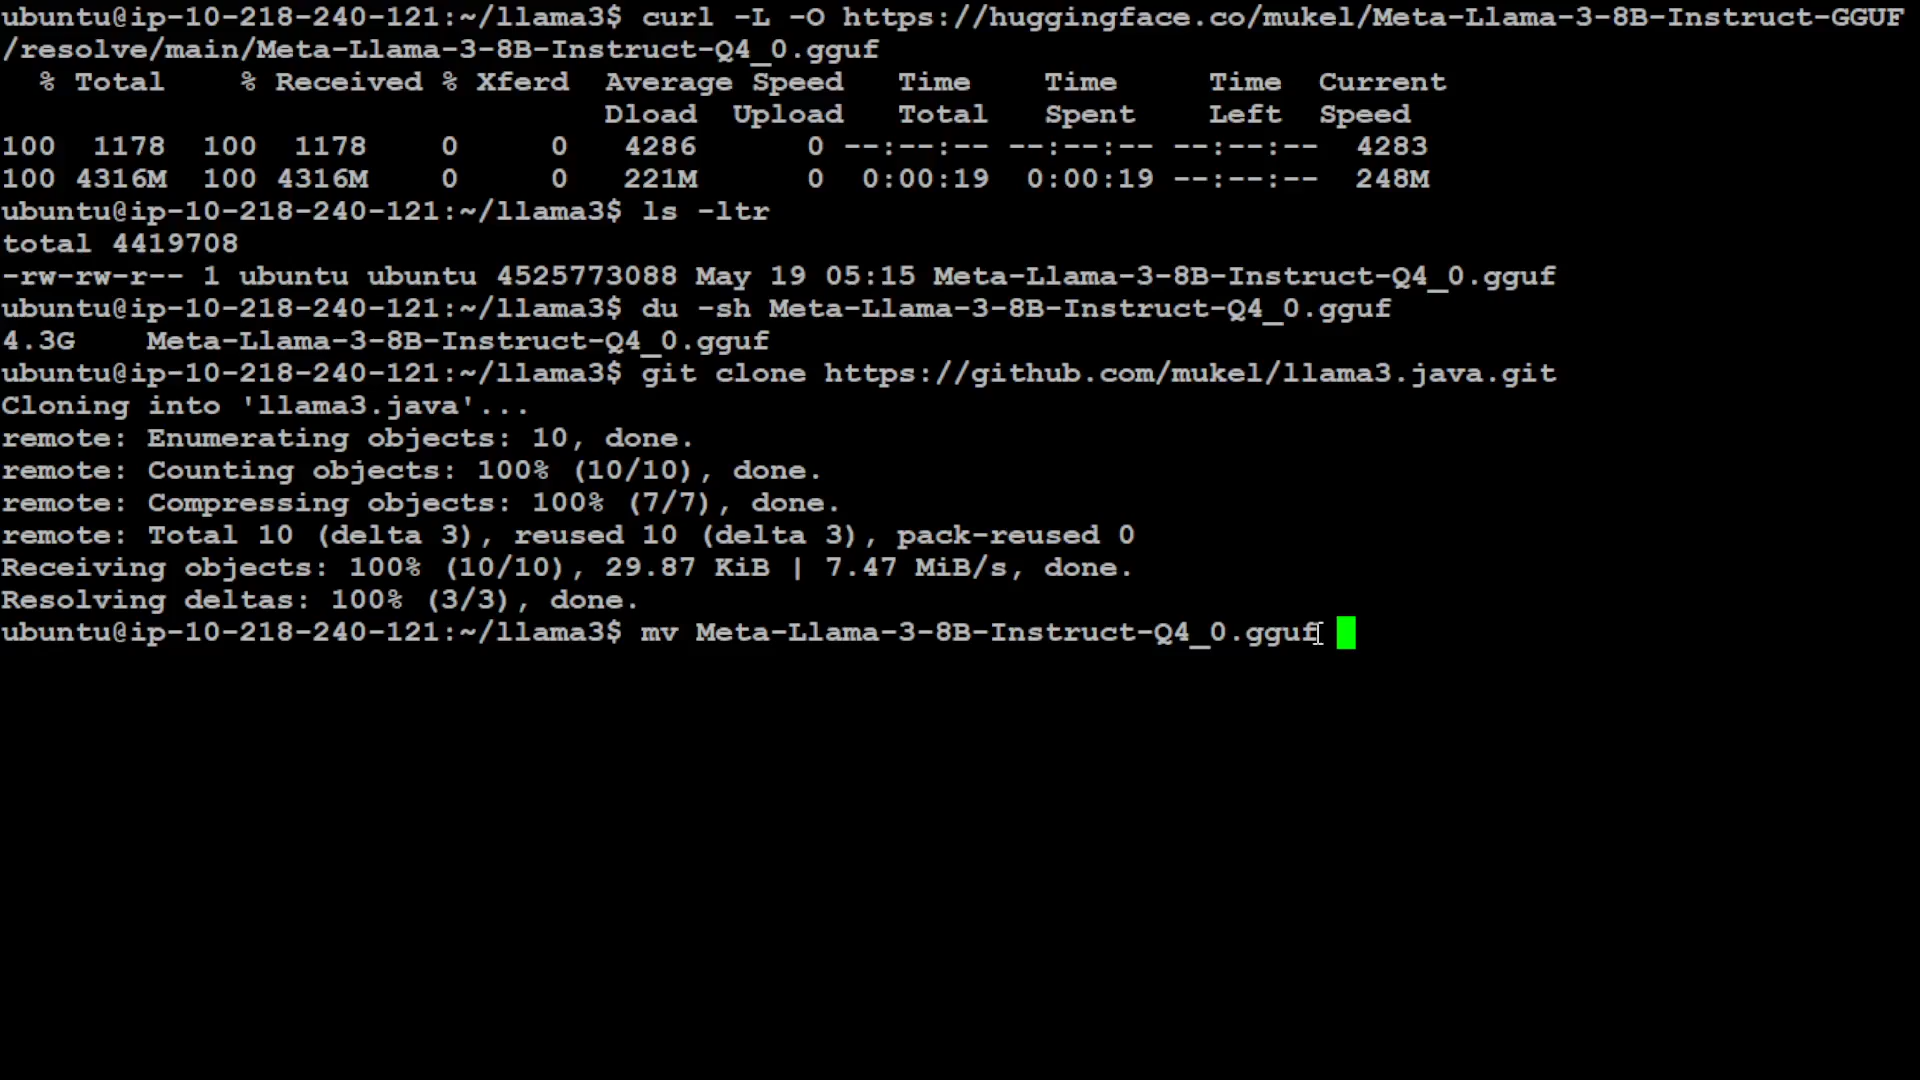 ubuntu@ip-10-218-240-121:~/llama3$ curl -L -O https://huggingface.co/mukel/Meta-Llama-3-8B-Instruct-GGUF
/resolve/main/Meta-Llama-3-8B-Instruct-Q4_0.gguf
  % Total    % Received % Xferd  Average Speed   Time    Time     Time  Current
                                 Dload  Upload   Total   Spent    Left  Speed
100  1178  100  1178    0     0   4286      0 --:--:-- --:--:-- --:--:--  4283
100 4316M  100 4316M    0     0   221M      0  0:00:19  0:00:19 --:--:--  248M
ubuntu@ip-10-218-240-121:~/llama3$ ls -ltr
total 4419708
-rw-rw-r-- 1 ubuntu ubuntu 4525773088 May 19 05:15 Meta-Llama-3-8B-Instruct-Q4_0.gguf
ubuntu@ip-10-218-240-121:~/llama3$ du -sh Meta-Llama-3-8B-Instruct-Q4_0.gguf
4.3G    Meta-Llama-3-8B-Instruct-Q4_0.gguf
ubuntu@ip-10-218-240-121:~/llama3$ git clone https://github.com/mukel/llama3.java.git
Cloning into 'llama3.java'...
remote: Enumerating objects: 10, done.
remote: Counting objects: 100% (10/10), done.
remote: Compressing objects: 100% (7/7), done.
remote: Total 10 (delta 3), reused 10 (delta 3), pack-reused 0
Receiving objects: 100% (10/10), 29.87 KiB | 7.47 MiB/s, done.
Resolving deltas: 100% (3/3), done.
ubuntu@ip-10-218-240-121:~/llama3$ mv Meta-Llama-3-8B-Instruct-Q4_0.gguf